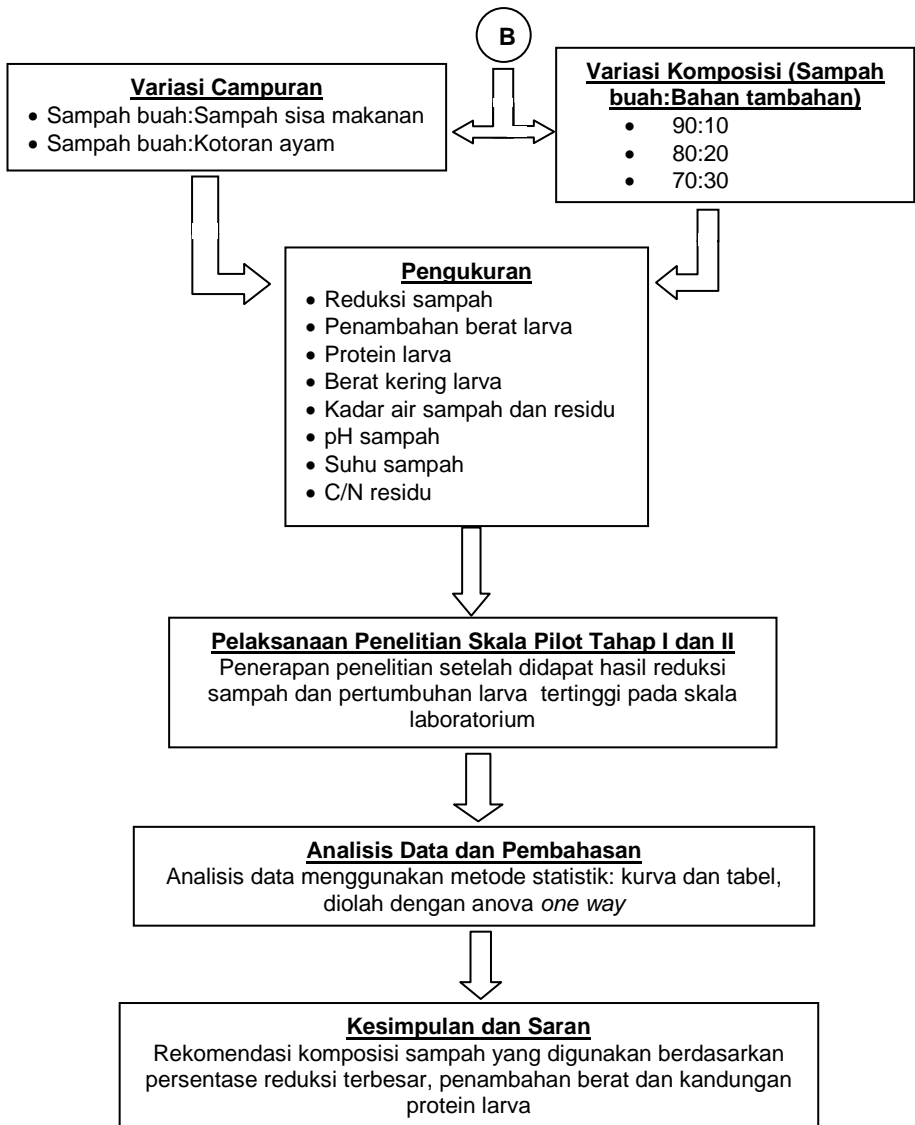 B
Variasi Campuran
• Sampah buah:Sampah sisa makanan
• Sampah buah:Kotoran ayam
Variasi Komposisi (Sampah
buah:Bahan tambahan)
• 90:10
• 80:20
• 70:30
Pengukuran
• Reduksi sampah
• Penambahan berat larva
• Protein larva
• Berat kering larva
• Kadar air sampah dan residu
• pH sampah
• Suhu sampah
• C/N residu
Pelaksanaan Penelitian Skala Pilot Tahap I dan II
Penerapan penelitian setelah didapat hasil reduksi
sampah dan pertumbuhan larva tertinggi pada skala
laboratorium
Analisis Data dan Pembahasan
Analisis data menggunakan metode statistik: kurva dan tabel,
diolah dengan anova one way
Kesimpulan dan Saran
Rekomendasi komposisi sampah yang digunakan berdasarkan
persentase reduksi terbesar, penambahan berat dan kandungan
protein larva